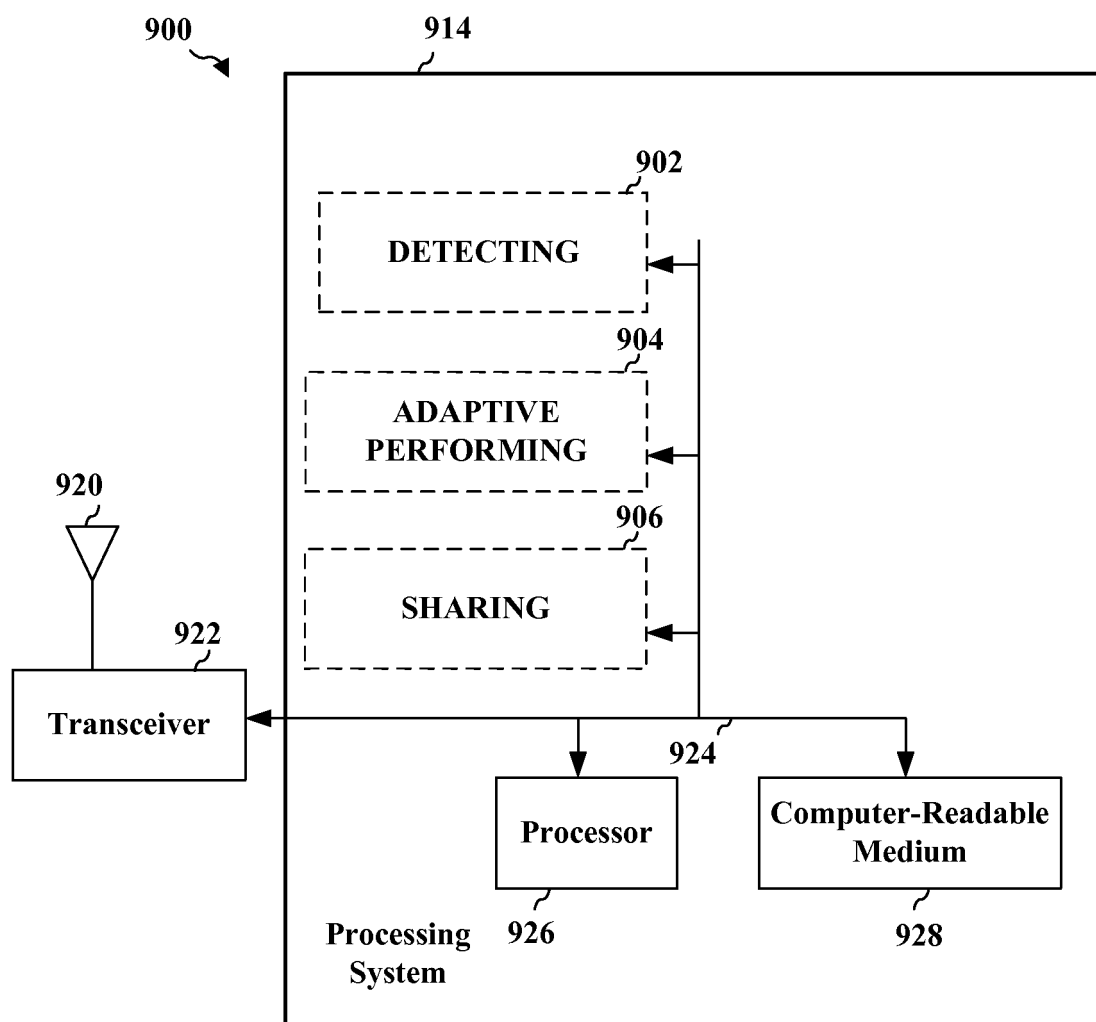 900
914
902
DETECTING
904
ADAPTIVE
PERFORMING
920
906
SHARING
922
Transceiver
924
Processor
Computer-Readable
Medium
926
928
Processing
System